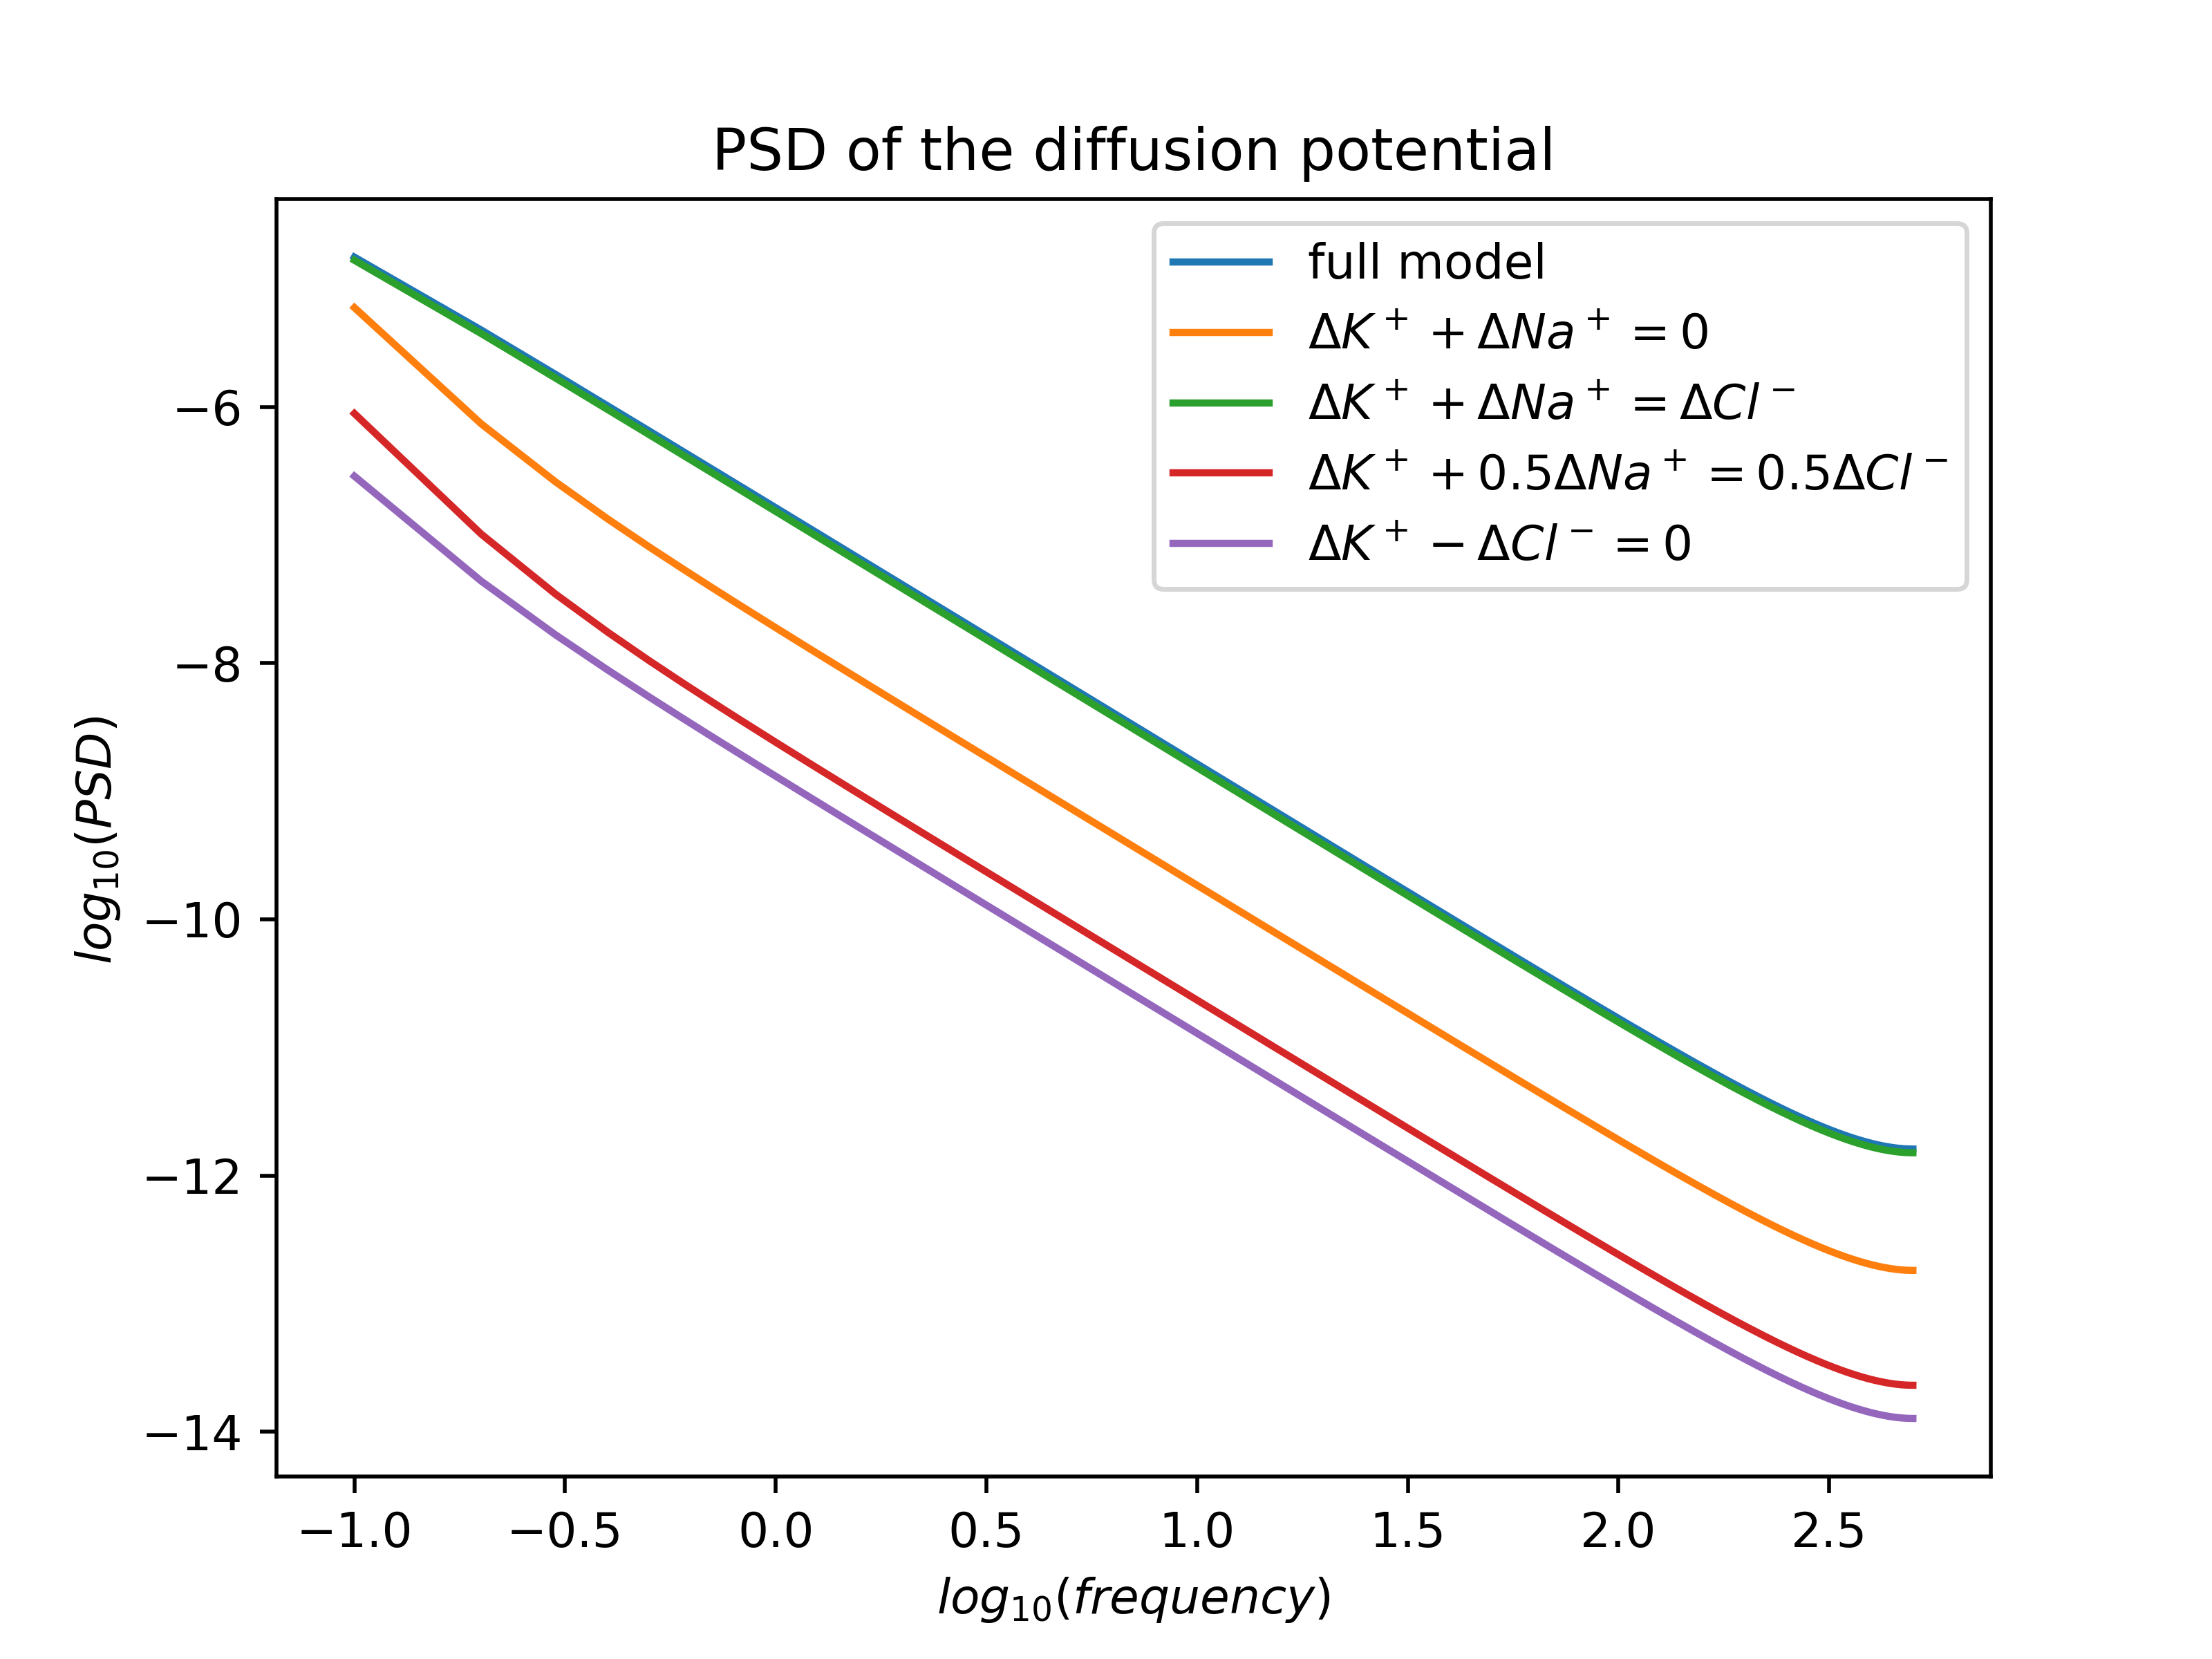 PSD of the diffusion potential
full model
ΔK⁺ + ΔNa⁺ = 0
ΔK⁺ + ΔNa⁺ = ΔCl⁻
ΔK⁺ + 0.5ΔNa⁺ = 0.5ΔCl⁻
ΔK⁺ − ΔCl⁻ = 0
log₁₀(PSD)
−6
−8
−10
−12
−14
−1.0 −0.5 0.0 0.5 1.0 1.5 2.0 2.5
log₁₀(frequency)